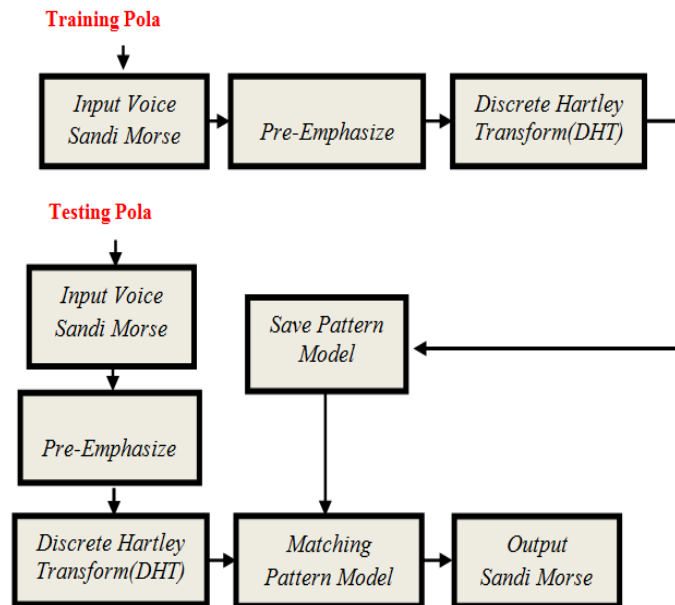 Training Pola
Input Voice
Sandi Morse
Pre-Emphasize
Discrete Hartley
Transform(DHT)
Testing Pola
Input Voice
Sandi Morse
Save Pattern
Model
Pre-Emphasize
Discrete Hartley
Transform(DHT)
Matching
Pattern Model
Output
Sandi Morse